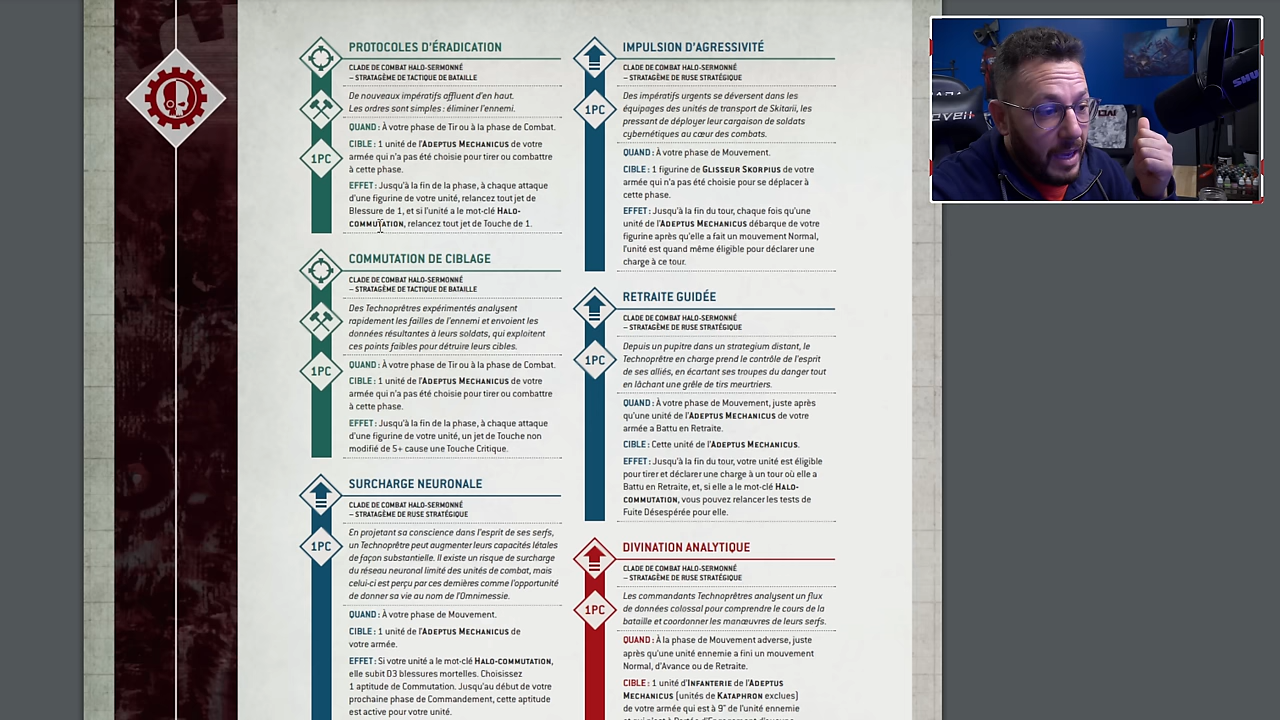 PROTOCOLES D'ÉRADICATION
CLADE DE COMBAT HALO-SERMONNÉ
– STRATAGÈME DE TACTIQUE DE BATAILLE
De nouveaux impératifs affluent d'en haut.
Les ordres sont simples : éliminer l'ennemi.
QUAND : À votre phase de Tir ou à la phase de Combat.
CIBLE : 1 unité de l'ADEPTUS MECHANICUS de votre
armée qui n'a pas été choisie pour tirer ou combattre
à cette phase.
1PC
EFFET : Jusqu'à la fin de la phase, à chaque attaque
d'une figurine de votre unité, relancez tout jet de
Blessure de 1, et si l'unité a le mot-clé HALO-
COMMUTATION, relancez tout jet de Touche de 1.
COMMUTATION DE CIBLAGE
CLADE DE COMBAT HALO-SERMONNÉ
– STRATAGÈME DE TACTIQUE DE BATAILLE
Des Technoprêtres expérimentés analysent
rapidement les failles de l'ennemi et envoient les
données résultantes à leurs soldats, qui exploitent
ces points faibles pour détruire leurs cibles.
1PC
QUAND : À votre phase de Tir ou à la phase de Combat.
CIBLE : 1 unité de l'ADEPTUS MECHANICUS de votre
armée qui n'a pas été choisie pour tirer ou combattre
à cette phase.
EFFET : Jusqu'à la fin de la phase, à chaque attaque
d'une figurine de votre unité, un jet de Touche non
modifié de 5+ cause une Touche Critique.
SURCHARGE NEURONALE
CLADE DE COMBAT HALO-SERMONNÉ
– STRATAGÈME DE RUSE STRATÉGIQUE
1PC
En projetant sa conscience dans l'esprit de ses serfs,
un Technoprêtre peut augmenter leurs capacités létales
de façon substantielle. Il existe un risque de surcharge
du réseau neuronal limité des unités de combat, mais
celui-ci est perçu par ces dernières comme l'opportunité
de donner sa vie au nom de l'Omnimessie.
QUAND : À votre phase de Mouvement.
CIBLE : 1 unité de l'ADEPTUS MECHANICUS de
votre armée.
EFFET : Si votre unité a le mot-clé HALO-COMMUTATION,
elle subit D3 blessures mortelles. Choisissez
1 aptitude de Commutation. Jusqu'au début de votre
prochaine phase de Commandement, cette aptitude
est active pour votre unité.
IMPULSION D'AGRESSIVITÉ
CLADE DE COMBAT HALO-SERMONNÉ
– STRATAGÈME DE RUSE STRATÉGIQUE
1PC
Des impératifs urgents se déversent dans les
équipages des unités de transport de Skitarii, les
pressant de déployer leur cargaison de soldats
cybernétiques au cœur des combats.
QUAND : À votre phase de Mouvement.
CIBLE : 1 figurine de GLISSEUR SKORPIUS de votre
armée qui n'a pas été choisie pour se déplacer à
cette phase.
EFFET : Jusqu'à la fin du tour, chaque fois qu'une
unité de l'ADEPTUS MECHANICUS débarque de votre
figurine après qu'elle a fait un mouvement Normal,
l'unité est quand même éligible pour déclarer une
charge à ce tour.
RETRAITE GUIDÉE
CLADE DE COMBAT HALO-SERMONNÉ
– STRATAGÈME DE RUSE STRATÉGIQUE
1PC
Depuis un pupitre dans un strategium distant, le
Technoprêtre en charge prend le contrôle de l'esprit
de ses alliés, en écartant ses troupes du danger tout
en lâchant une grêle de tirs meurtriers.
QUAND : À votre phase de Mouvement, juste après
qu'une unité de l'ADEPTUS MECHANICUS de votre
armée a Battu en Retraite.
CIBLE : Cette unité de l'ADEPTUS MECHANICUS.
EFFET : Jusqu'à la fin du tour, votre unité est éligible
pour tirer et déclarer une charge à un tour où elle a
Battu en Retraite, et, si elle a le mot-clé HALO-
COMMUTATION, vous pouvez relancer les tests de
Fuite Désespérée pour elle.
DIVINATION ANALYTIQUE
CLADE DE COMBAT HALO-SERMONNÉ
– STRATAGÈME DE RUSE STRATÉGIQUE
1PC
Les commandants Technoprêtres analysent un flux
de données colossal pour comprendre le cours de la
bataille et coordonner les manœuvres de leurs serfs.
QUAND : À la phase de Mouvement adverse, juste
après qu'une unité ennemie a fini un mouvement
Normal, d'Avance ou de Retraite.
CIBLE : 1 unité d'INFANTERIE de l'ADEPTUS
MECHANICUS (unités de KATAPHRON exclues)
de votre armée qui est à 9" de l'unité ennemie